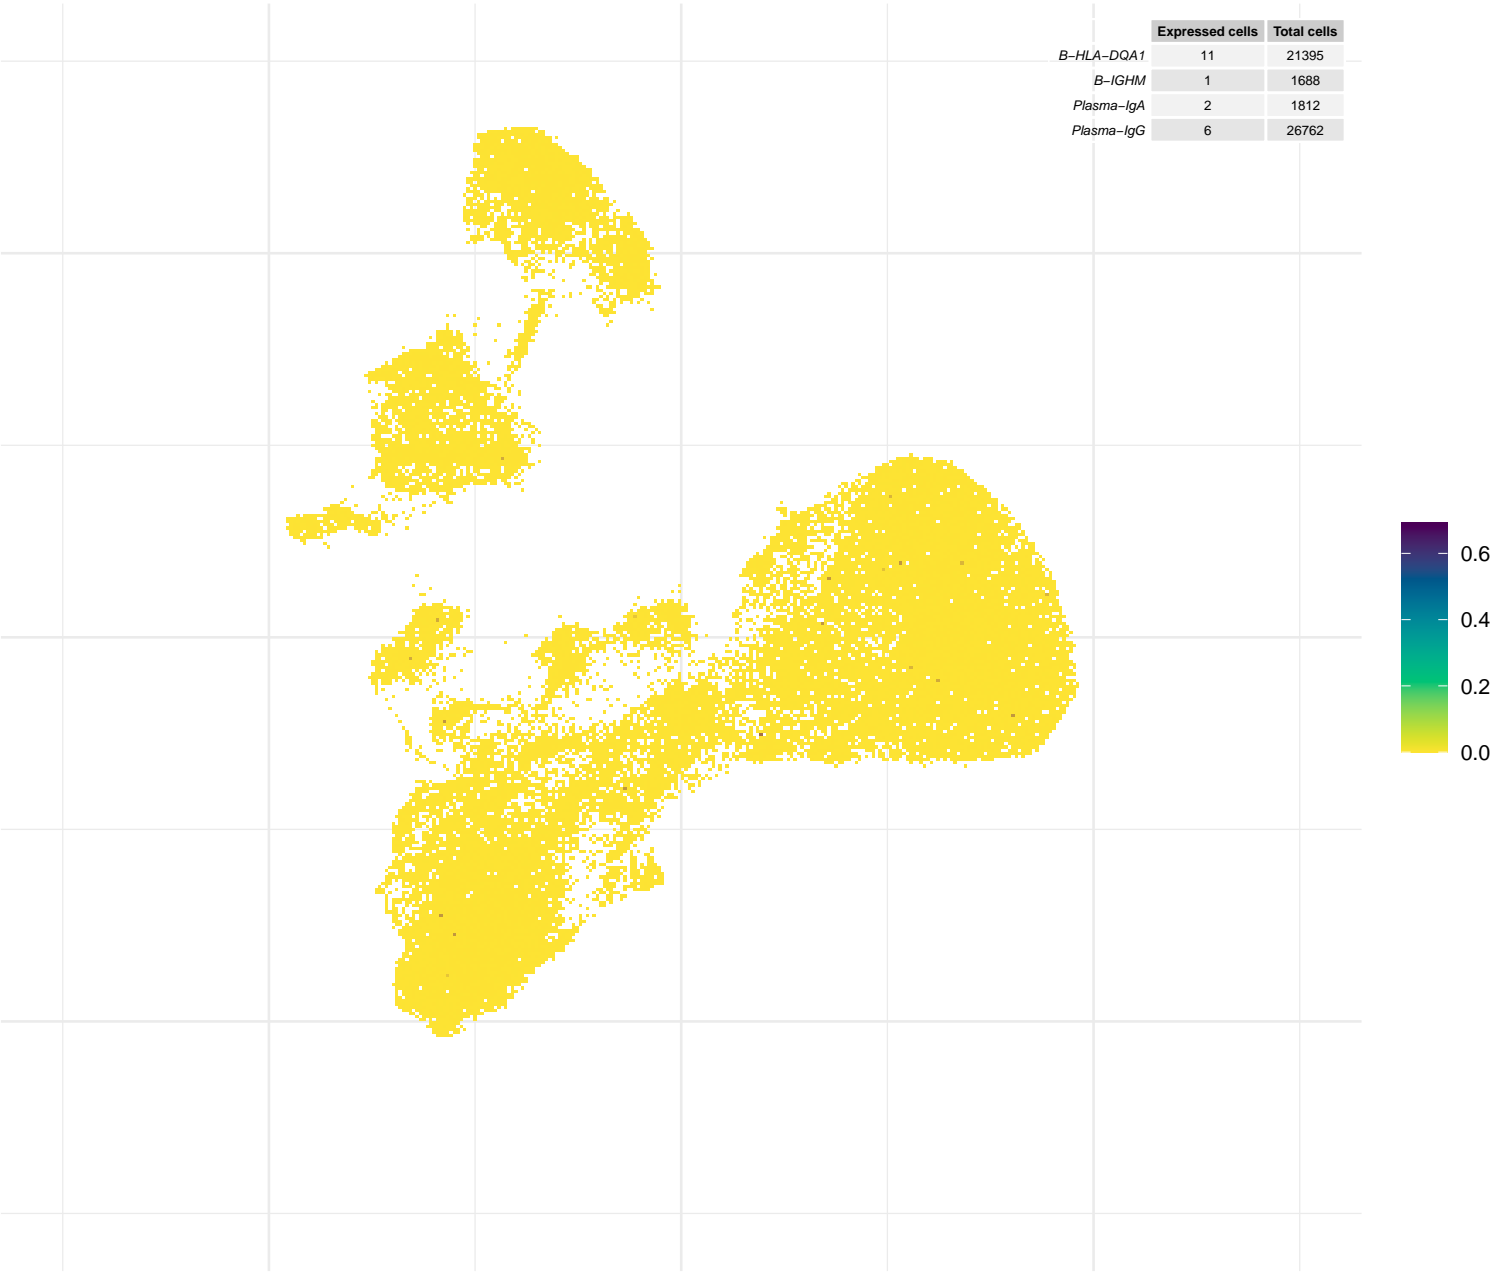 Expressed cells Total cells
B−HLA−DQA1 11 21395
B−IGHM 1 1688
Plasma−IgA 2 1812
Plasma−IgG 6 26762
0.6
0.4
0.2
0.0